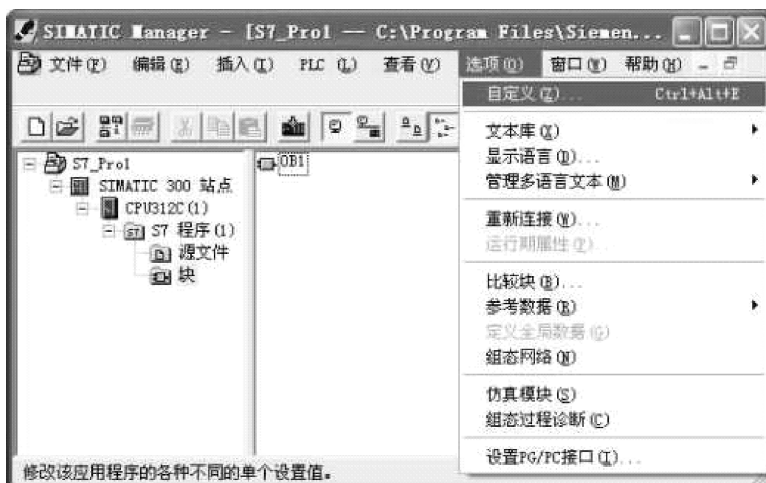 SIMATIC Manager - [S7_Pro1 -- C:\Program Files\Siemen...
文件(F) 编辑(E) 插入(I) PLC (L) 查看(V) 选项(O) 窗口(W) 帮助(H)
自定义(Z)... Ctrl+Alt+E
文本库(X)
显示语言(D)...
管理多语言文本(M)
重新连接(W)...
运行期属性(P)...
比较块(B)...
参考数据(R)
定义全局数据(G)
组态网络(N)
仿真模块(S)
组态过程诊断(C)
设置PG/PC接口(I)...
S7_Pro1
SIMATIC 300 站点
CPU312C(1)
S7 程序(1)
源文件
块
OB1
修改该应用程序的各种不同的单个设置值。